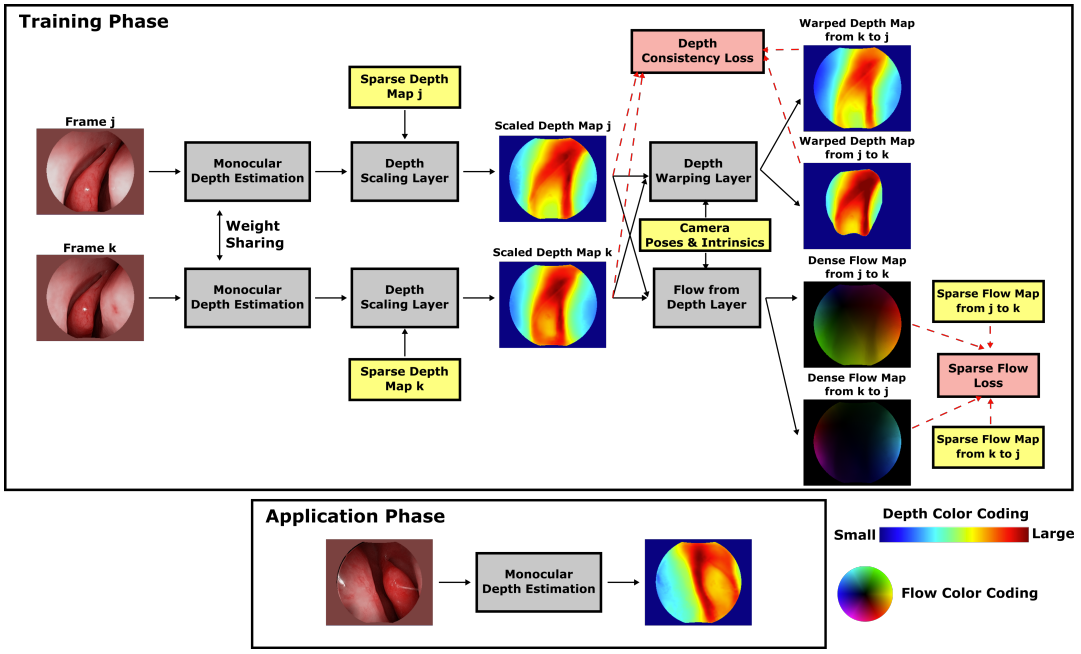 Training Phase
Frame j
Monocular
Depth Estimation
Sparse Depth
Map j
Depth
Scaling Layer
Scaled Depth Map j
Depth
Consistency Loss
Depth
Warping Layer
Warped Depth Map
from k to j
Warped Depth Map
from j to k
Weight
Sharing
Camera
Poses & Intrinsics
Frame k
Monocular
Depth Estimation
Depth
Scaling Layer
Sparse Depth
Map k
Scaled Depth Map k
Flow from
Depth Layer
Dense Flow Map
from j to k
Sparse Flow Map
from j to k
Sparse Flow
Loss
Dense Flow Map
from k to j
Sparse Flow Map
from k to j
Application Phase
Monocular
Depth Estimation
Depth Color Coding
Small
Large
Flow Color Coding